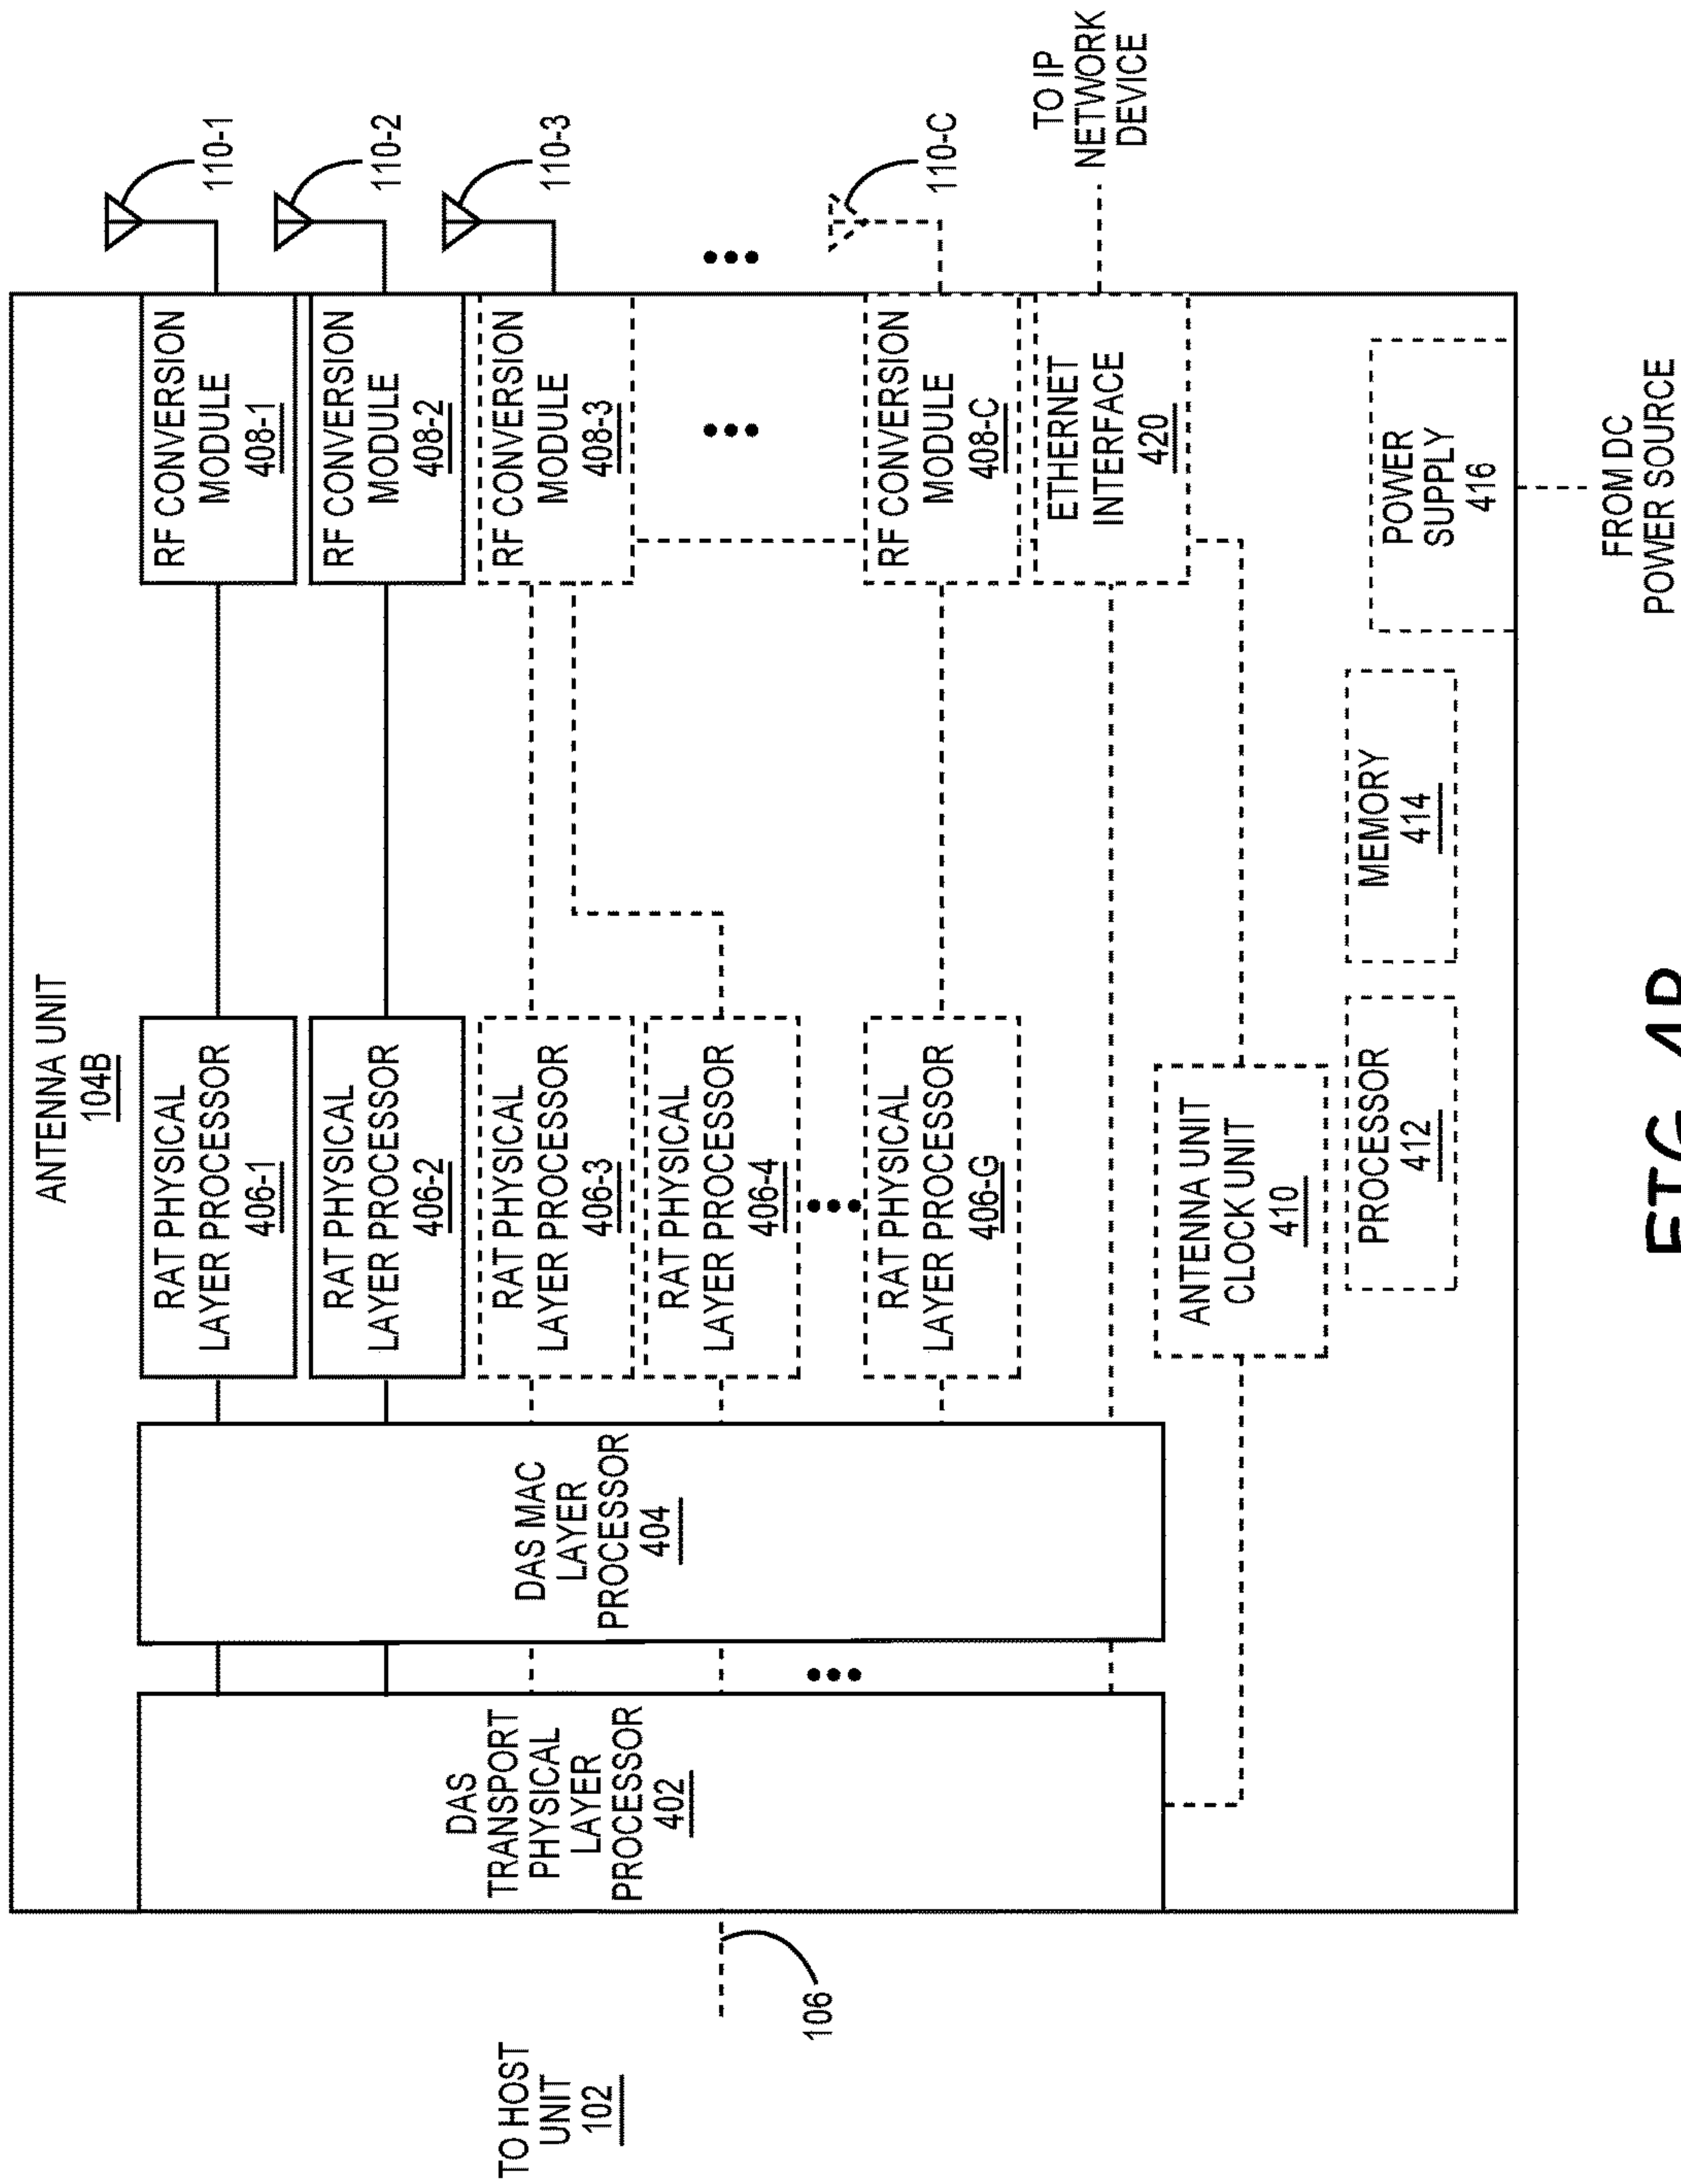 ANTENNA UNIT
104B
TO HOST
UNIT
102
106
DAS
TRANSPORT
PHYSICAL
LAYER
PROCESSOR
402
DAS MAC
LAYER
PROCESSOR
404
RAT PHYSICAL
LAYER PROCESSOR
406-1
RAT PHYSICAL
LAYER PROCESSOR
406-2
RAT PHYSICAL
LAYER PROCESSOR
406-3
RAT PHYSICAL
LAYER PROCESSOR
406-4
RAT PHYSICAL
LAYER PROCESSOR
406-G
ANTENNA UNIT
CLOCK UNIT
410
PROCESSOR
412
MEMORY
414
POWER
SUPPLY
416
RF CONVERSION
MODULE
408-1
RF CONVERSION
MODULE
408-2
RF CONVERSION
MODULE
408-3
RF CONVERSION
MODULE
408-C
ETHERNET
INTERFACE
420
110-1
110-2
110-3
110-C
TO IP
NETWORK
DEVICE
FROM DC
POWER SOURCE
FIG. 4B